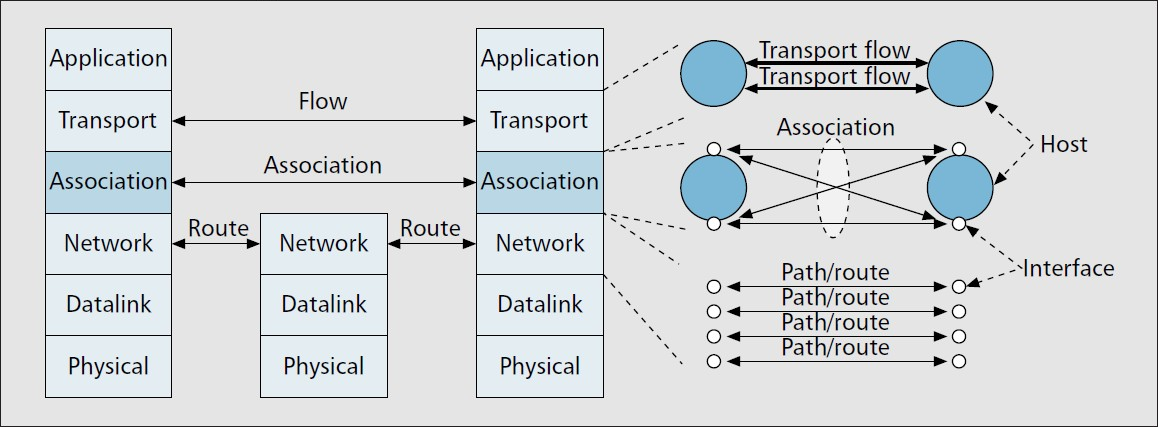 Application
Application
Transport flow
Transport flow
Transport
Flow
Transport
Association
Host
Association
Association
Association
Network
Route
Network
Route
Network
Interface
Path/route
Path/route
Path/route
Path/route
Datalink
Datalink
Datalink
Physical
Physical
Physical